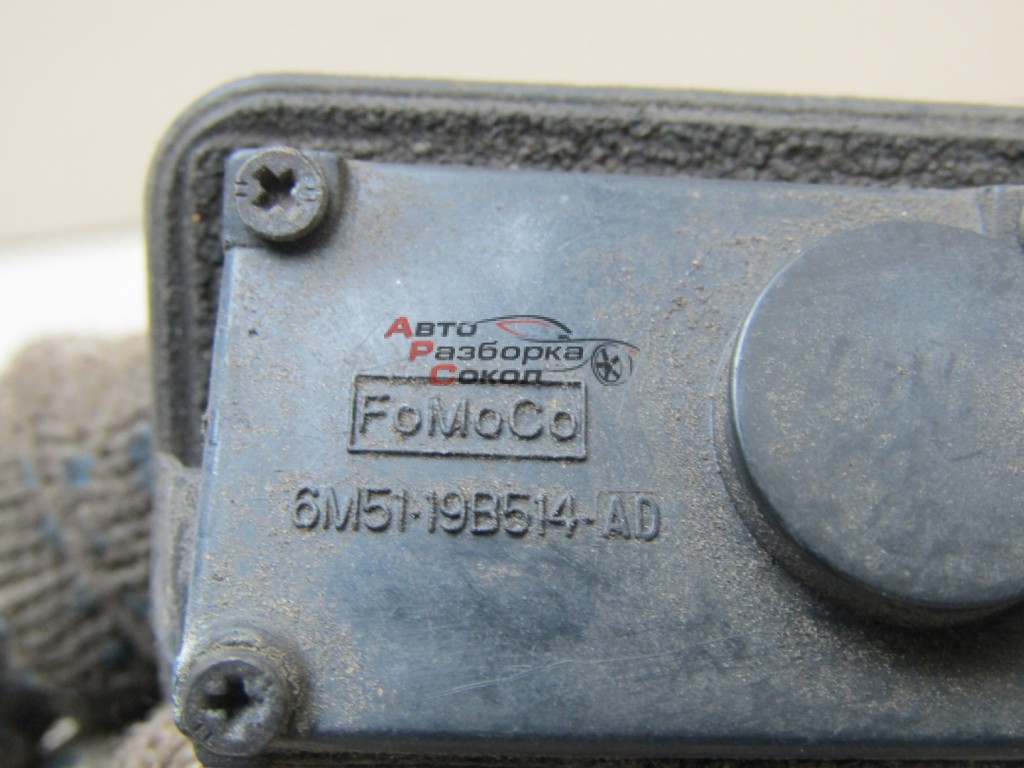 Авто
Разборка
Сокол
FoMoCo
6M51-19B514-AD